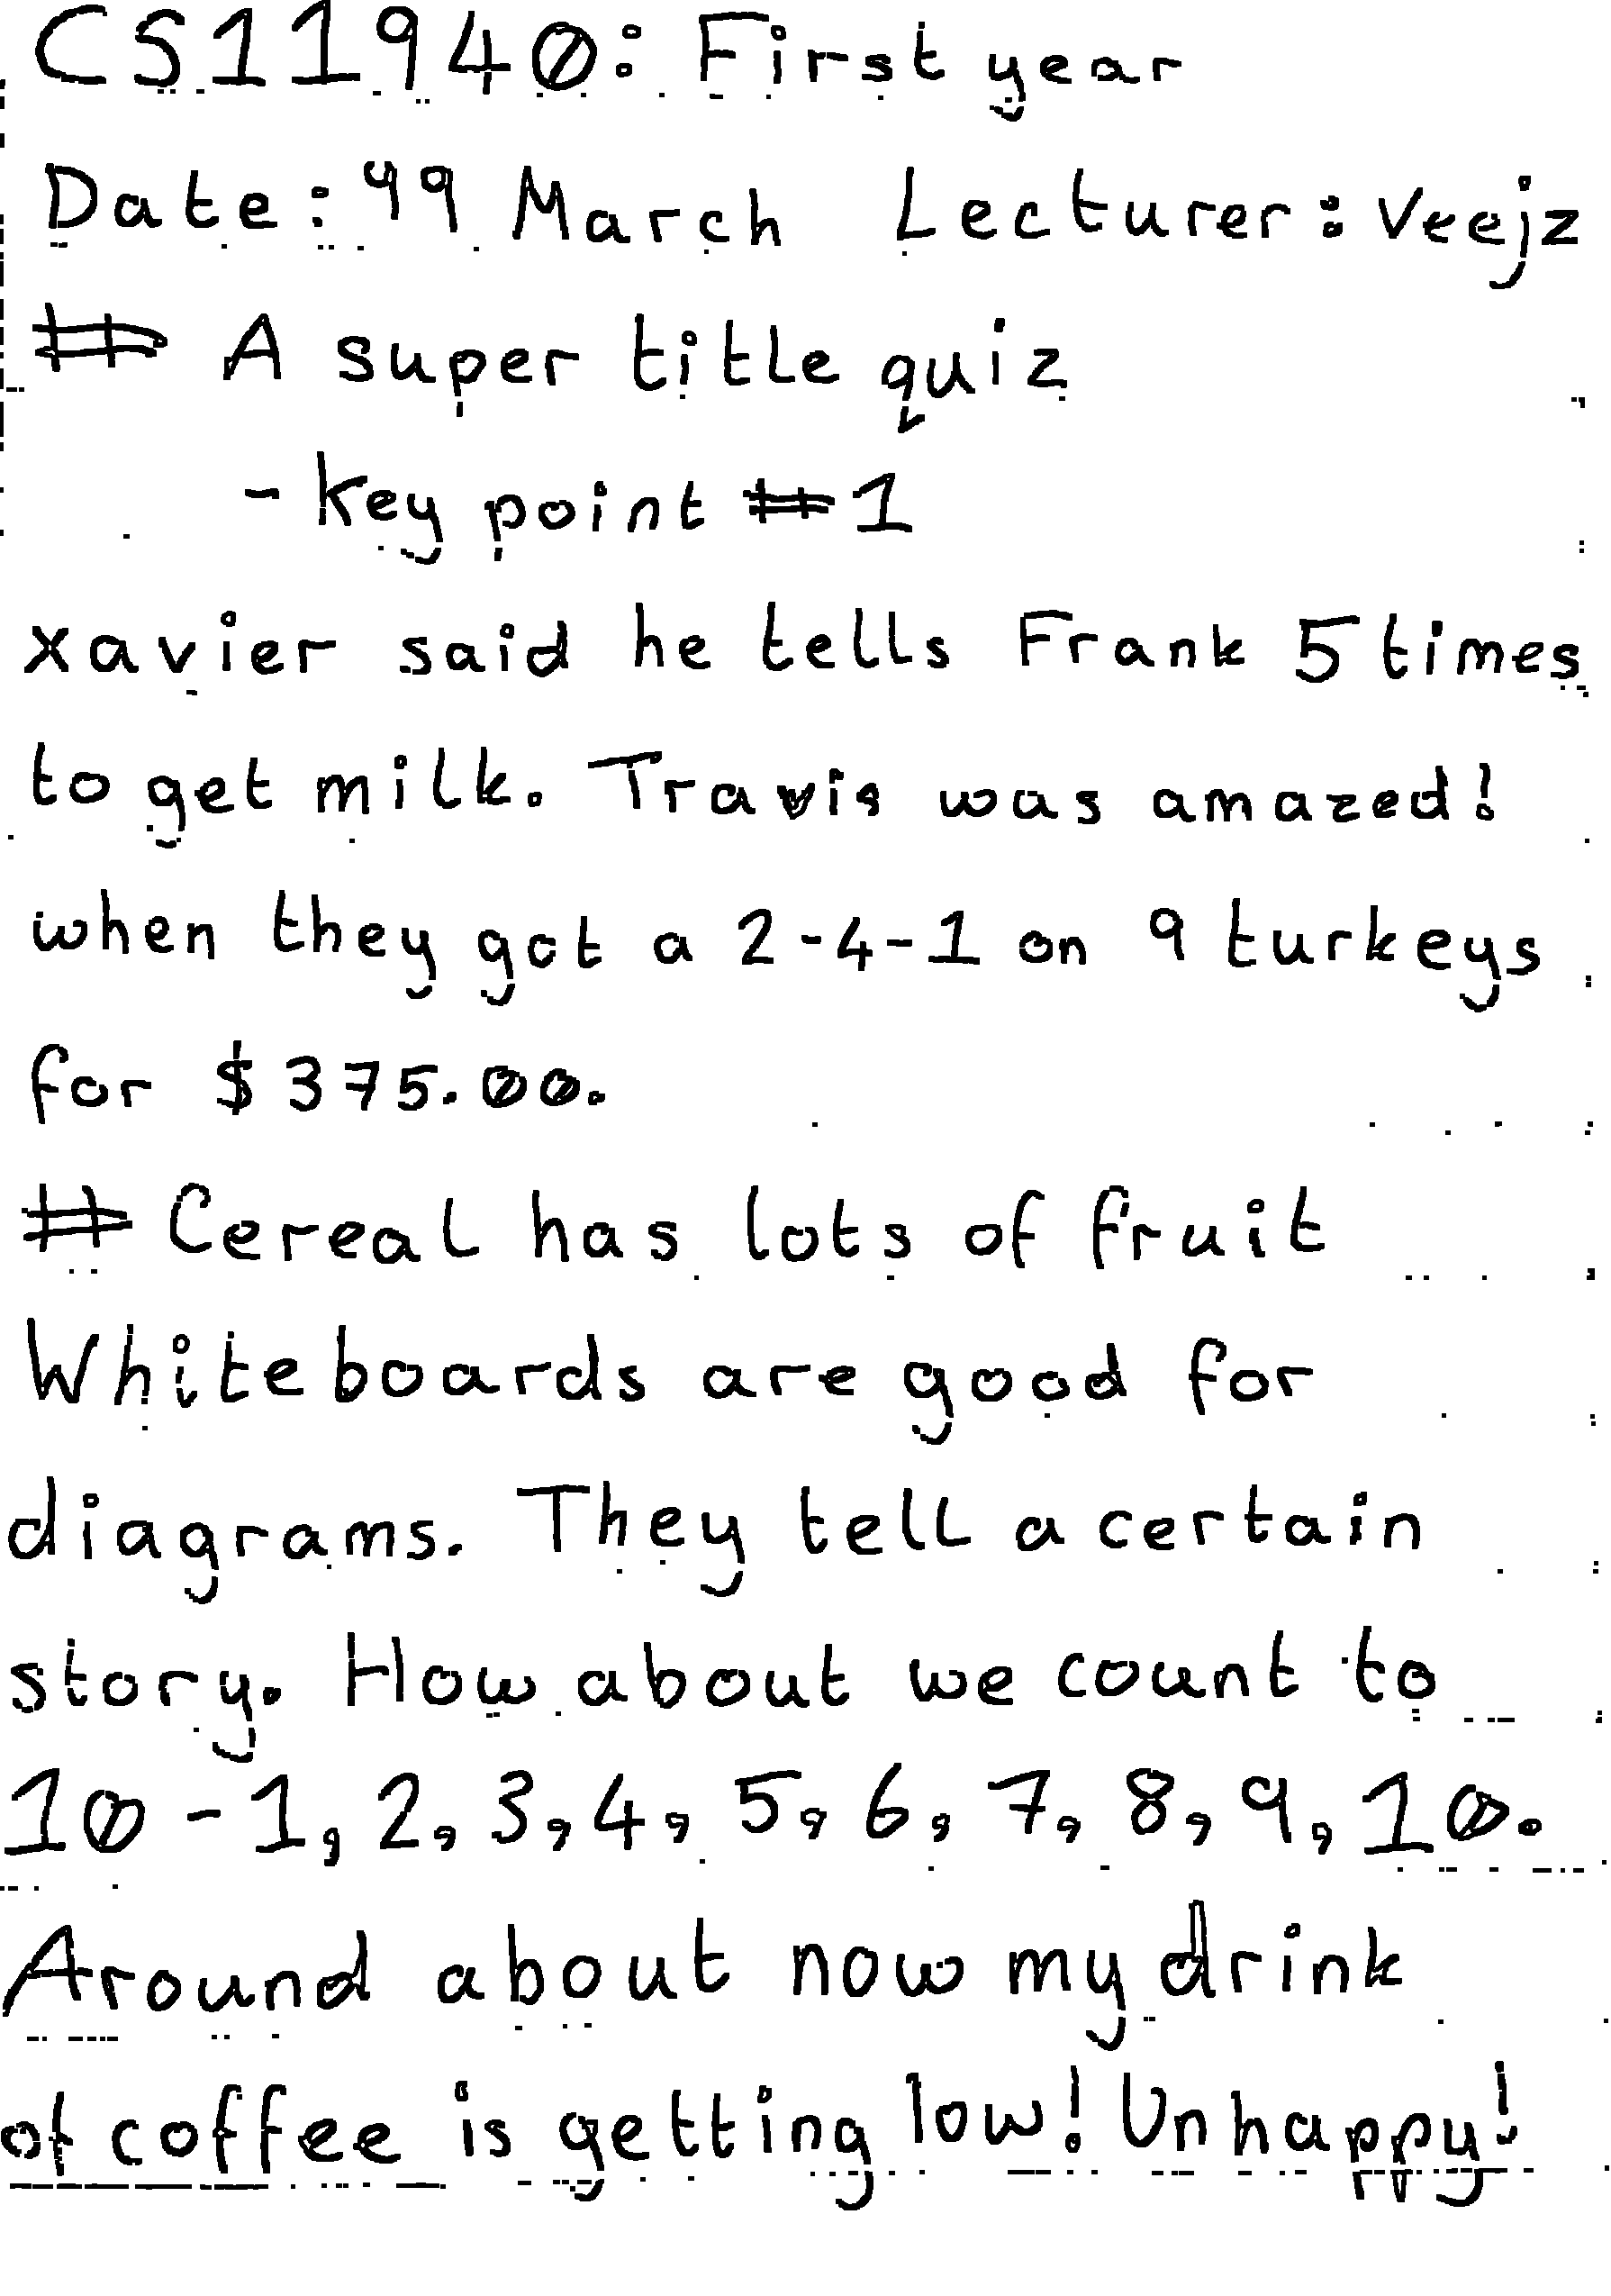 CS11940: First year
Date: 99 March Lecturer: Veejz
# A super title quiz
- Key point #1
xavier said he tells Frank 5 times
to get milk. Travis was amazed!
when they got a 2-4-1 on 9 turkeys
for $375.00.
# Cereal has lots of fruit
Whiteboards are good for
diagrams. They tell a certain
story. How about we count to
10 - 1, 2, 3, 4, 5, 6, 7, 8, 9, 10.
Around about now my drink
of coffee is getting low! Unhappy!